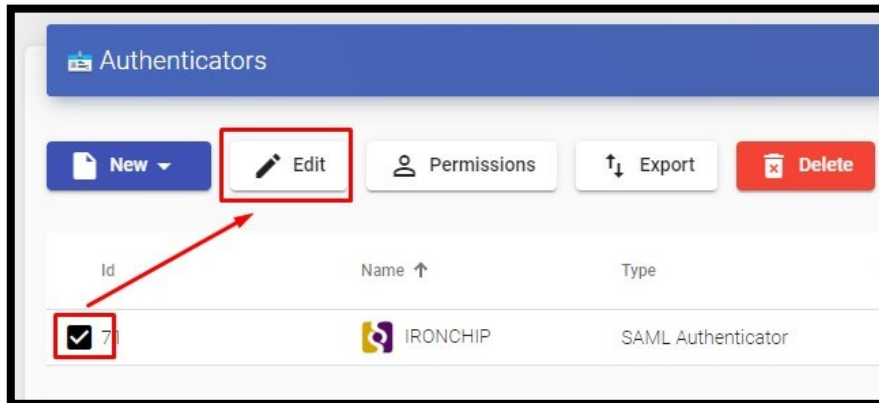 Authenticators
New Edit Permissions Export Delete
Id Name Type
71 IRONCHIP SAML Authenticator